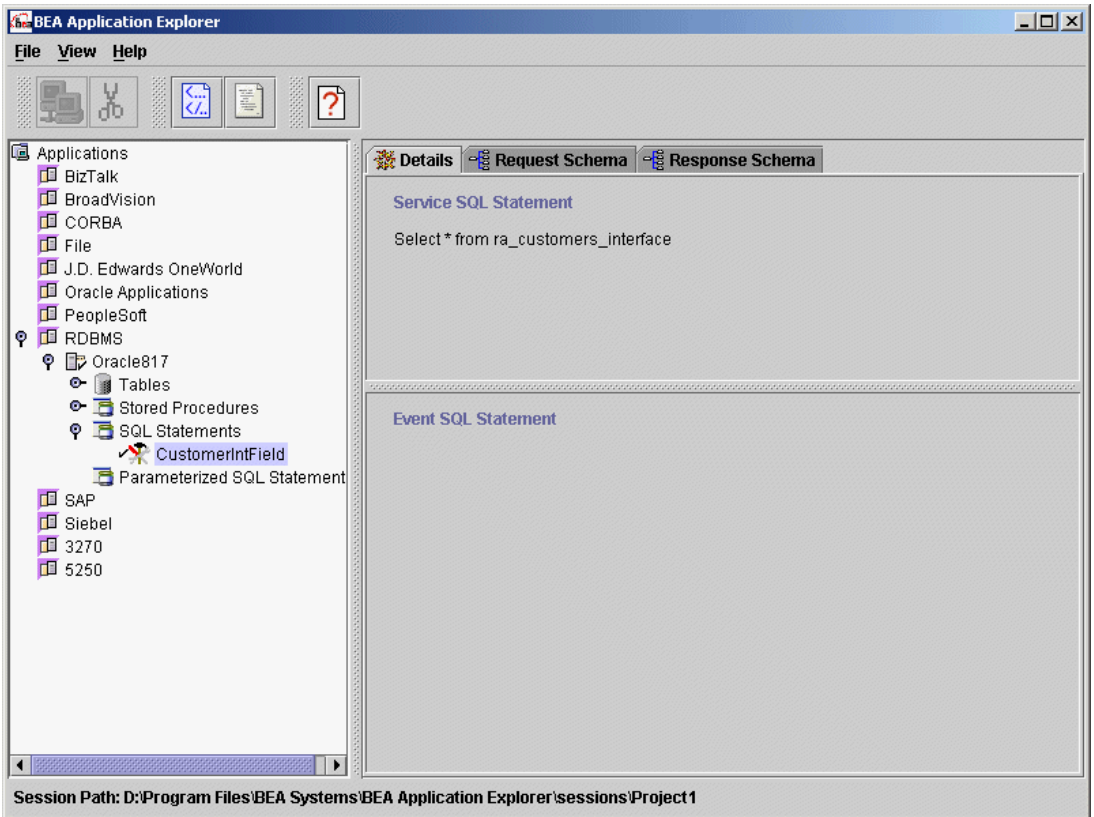 BEA Application Explorer
File View Help
Applications
BizTalk
BroadVision
CORBA
File
J.D. Edwards OneWorld
Oracle Applications
PeopleSoft
RDBMS
Oracle817
Tables
Stored Procedures
SQL Statements
CustomerIntField
Parameterized SQL Statement
SAP
Siebel
3270
5250
Details Request Schema Response Schema
Service SQL Statement
Select * from ra_customers_interface
Event SQL Statement
Session Path: D:\Program Files\BEA Systems\BEA Application Explorer\sessions\Project1